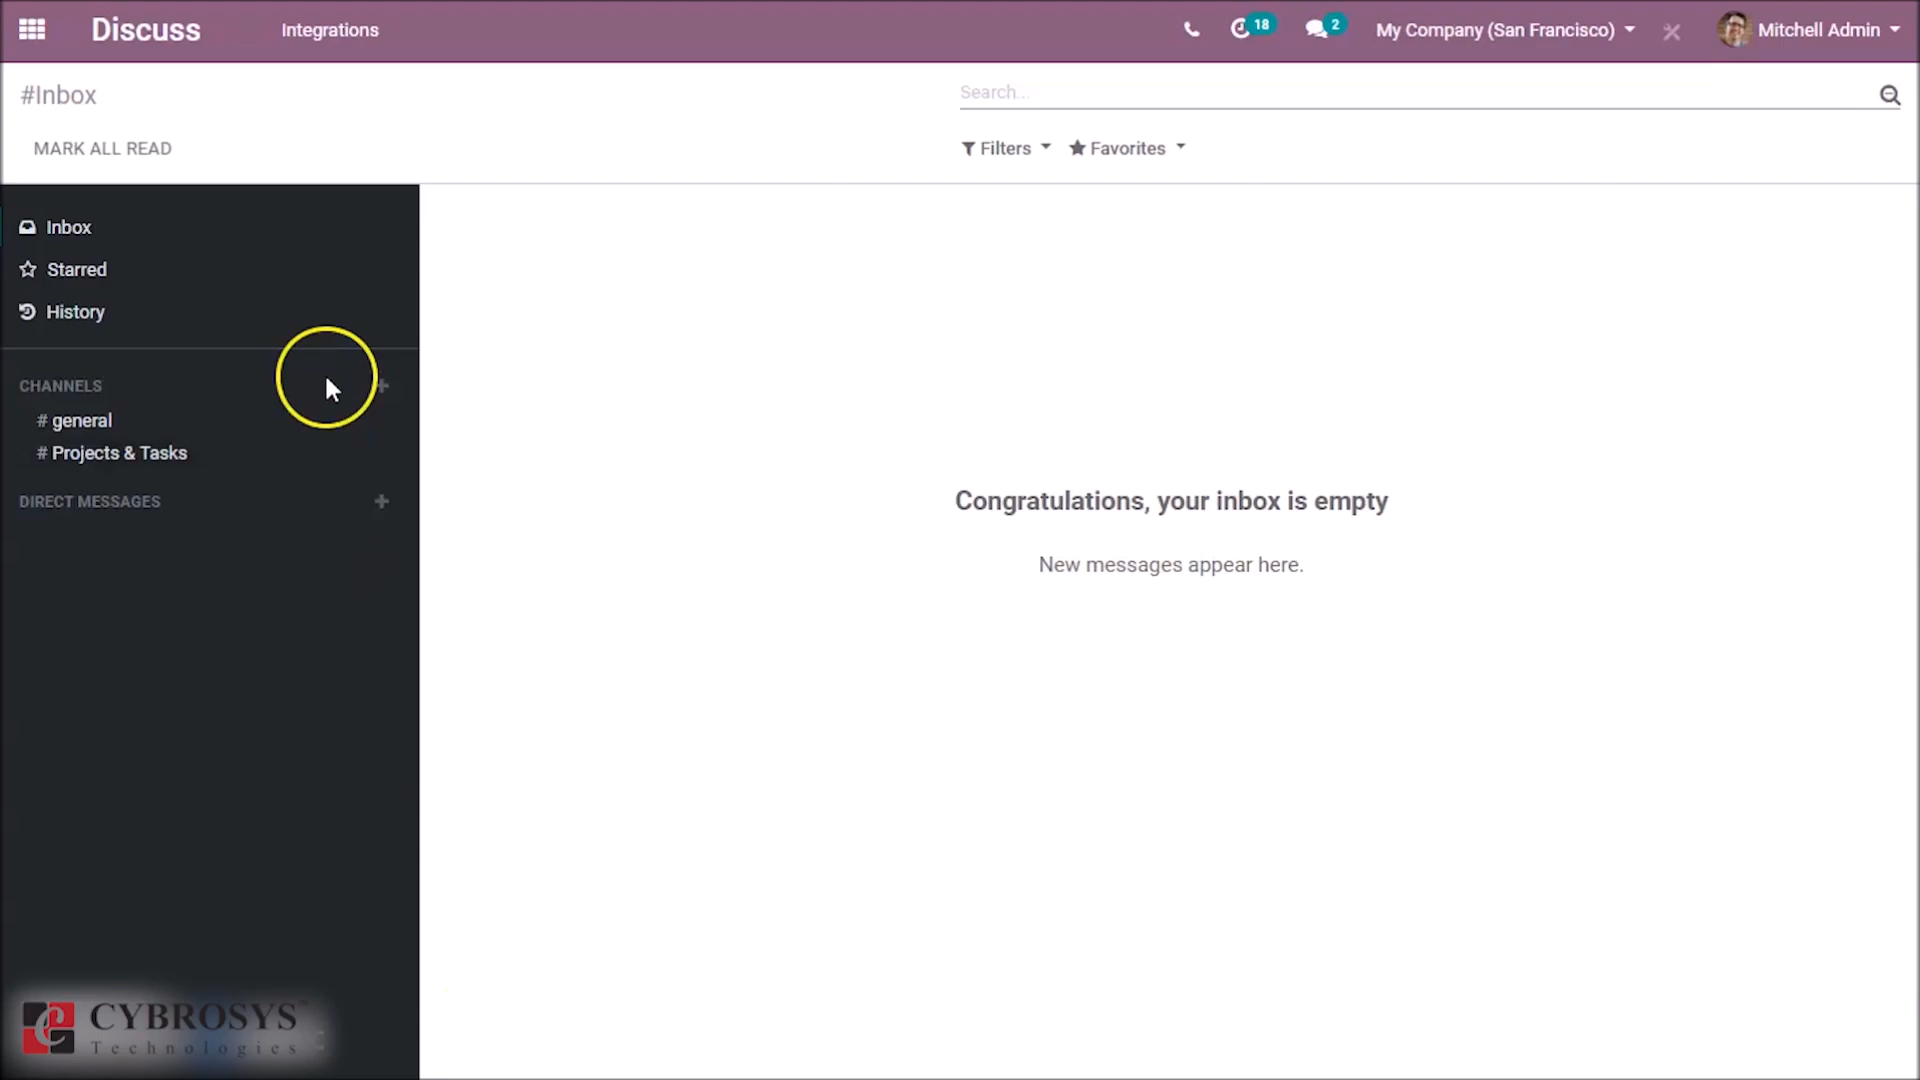 Discuss Integrations 18 2 My Company (San Francisco) Mitchell Admin
#Inbox Search...
MARK ALL READ Filters Favorites
Inbox
Starred
History
CHANNELS
# general
# Projects & Tasks
DIRECT MESSAGES
Congratulations, your inbox is empty
New messages appear here.
CYBROSYS
Technologies